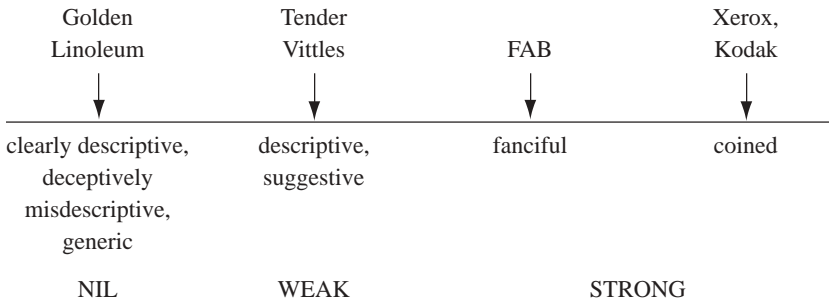 Golden Linoleum
Tender Vittles
FAB
Xerox, Kodak
clearly descriptive, deceptively misdescriptive, generic
descriptive, suggestive
fanciful
coined
NIL
WEAK
STRONG